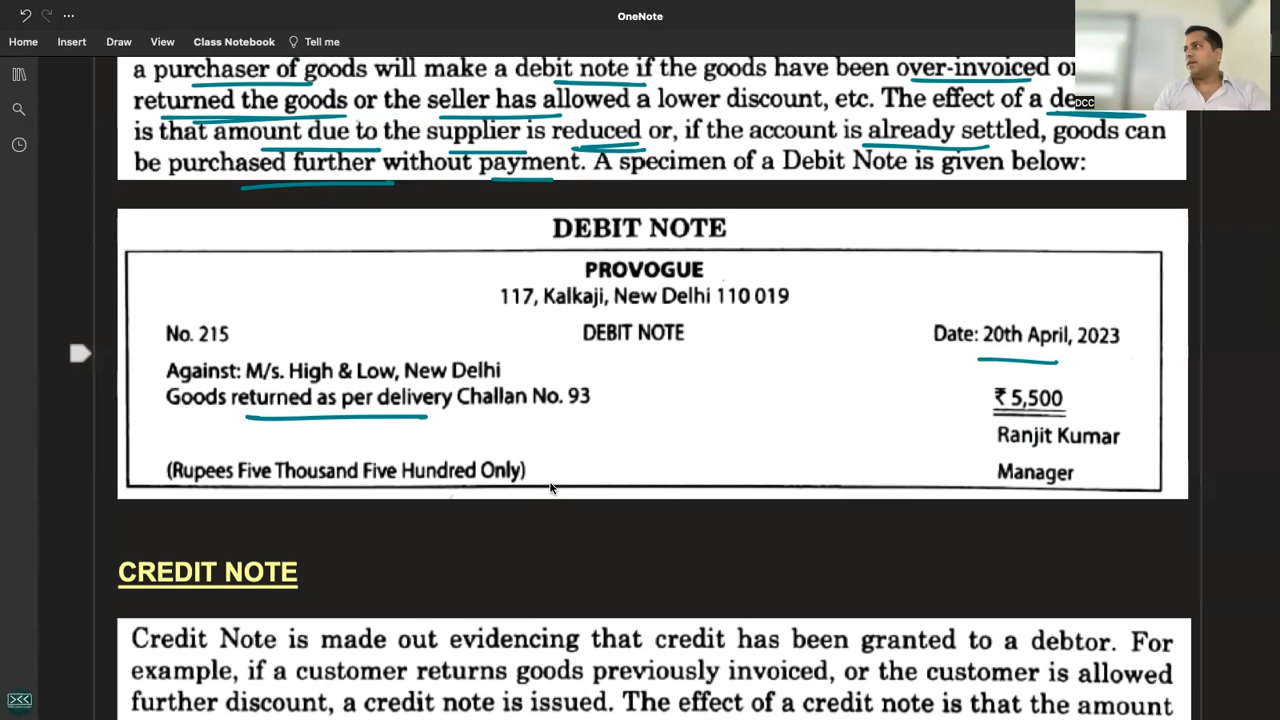 OneNote
Home Insert Draw View Class Notebook Tell me
a purchaser of goods will make a debit note if the goods have been over-invoiced or
returned the goods or the seller has allowed a lower discount, etc. The effect of a de
is that amount due to the supplier is reduced or, if the account is already settled, goods can
be purchased further without payment. A specimen of a Debit Note is given below:
DCC
DEBIT NOTE
PROVOGUE
117, Kalkaji, New Delhi 110 019
No. 215 DEBIT NOTE Date: 20th April, 2023
Against: M/s. High & Low, New Delhi
Goods returned as per delivery Challan No. 93 ₹ 5,500
Ranjit Kumar
(Rupees Five Thousand Five Hundred Only) Manager
CREDIT NOTE
Credit Note is made out evidencing that credit has been granted to a debtor. For
example, if a customer returns goods previously invoiced, or the customer is allowed
further discount, a credit note is issued. The effect of a credit note is that the amount